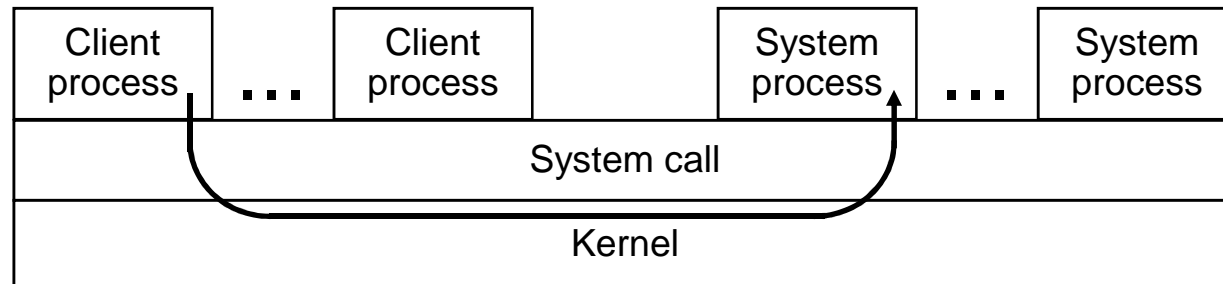 Client
process
...
Client
process
System
process
...
System
process
System call
Kernel